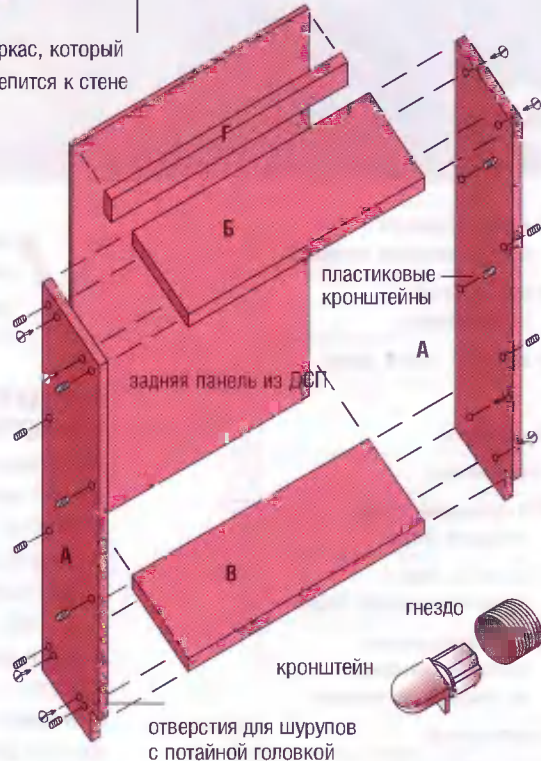 ркас, который
епится к стене
Г
Б
пластиковые
кронштейны
А
задняя панель из ДСП
А
В
гнездо
кронштейн
отверстия для шурупов
с потайной головкой